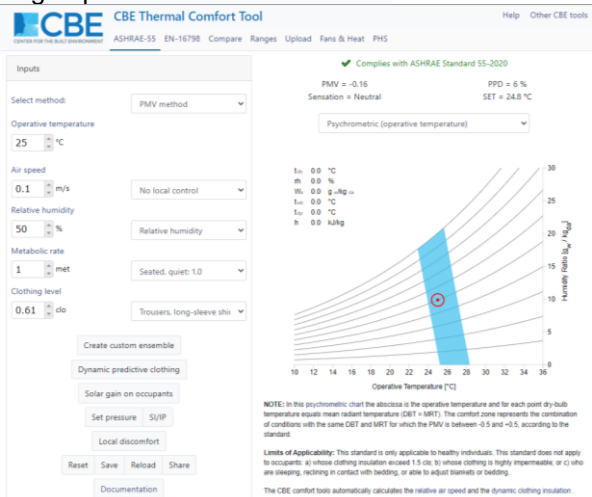 CBE
CENTER FOR THE BUILT ENVIRONMENT
CBE Thermal Comfort Tool
Help Other CBE tools
ASHRAE-55 EN-16798 Compare Ranges Upload Fans & Heat PHS
Inputs
Select method:
PMV method
Operative temperature
25 °C
Air speed
0.1 m/s
No local control
Relative humidity
50 %
Relative humidity
Metabolic rate
1 met
Seated, quiet: 1.0
Clothing level
0.61 clo
Trousers, long-sleeve shir
Create custom ensemble
Dynamic predictive clothing
Solar gain on occupants
Set pressure SI/IP
Local discomfort
Reset Save Reload Share
Documentation
Complies with ASHRAE Standard 55-2020
PMV = -0.16 PPD = 6 %
Sensation = Neutral SET = 24.8 °C
Psychrometric (operative temperature)
0.0 °C
rh 0.0 %
0.0
0.0 °C
0.0 °C
h 0.0 kJ/kg
30
25
20
15
10
5
0
Humidity Ratio [gw / kgda]
10 12 14 16 18 20 22 24 26 28 30 32 34 36
Operative Temperature [°C]
NOTE: In this psychrometric chart the abscissa is the operative temperature and for each point dry-bulb
temperature equals mean radiant temperature (DBT = MRT). The comfort zone represents the combination
of conditions with the same DBT and MRT for which the PMV is between -0.5 and +0.5, according to the
standard.
Limits of Applicability: This standard is only applicable to healthy individuals. This standard does not apply
to occupants: a) whose clothing insulation exceed 1.5 clo; b) whose clothing is highly impermeable; or c) who
are sleeping, reclining in contact with bedding, or able to adjust blankets or bedding.
The CBE comfort tools automatically calculates the relative air speed and the dynamic clothing insulation